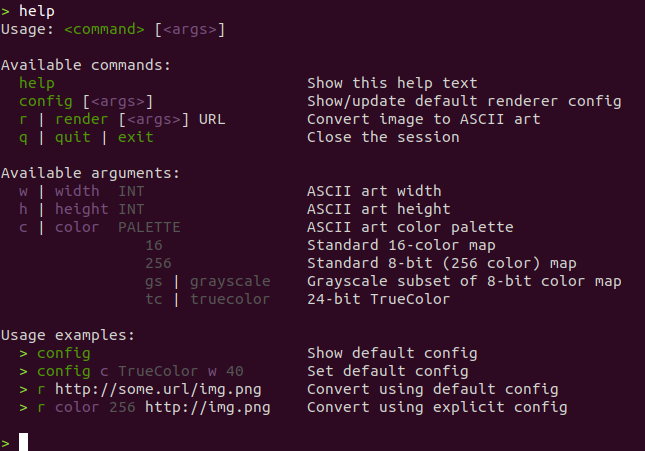 > help
Usage: <command> [<args>]

Available commands:
  help                            Show this help text
  config [<args>]                 Show/update default renderer config
  r | render [<args>] URL         Convert image to ASCII art
  q | quit | exit                 Close the session

Available arguments:
  w | width  INT                  ASCII art width
  h | height INT                  ASCII art height
  c | color  PALETTE              ASCII art color palette
                16                Standard 16-color map
                256               Standard 8-bit (256 color) map
                gs | grayscale    Grayscale subset of 8-bit color map
                tc | truecolor    24-bit TrueColor

Usage examples:
  > config                        Show default config
  > config c TrueColor w 40       Set default config
  > r http://some.url/img.png     Convert using default config
  > r color 256 http://img.png    Convert using explicit config

>